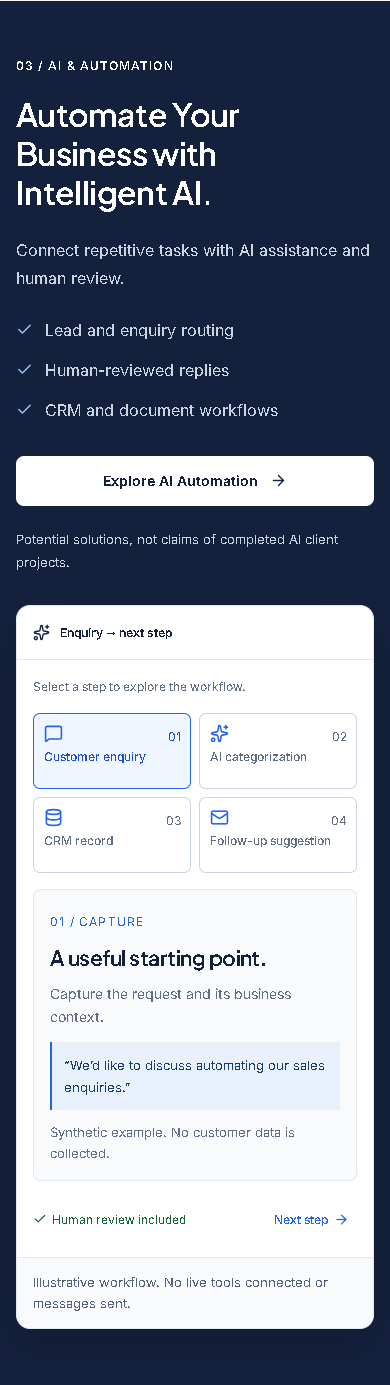 03 / AI & AUTOMATION
Automate Your
Business with
Intelligent AI.
Connect repetitive tasks with AI assistance and
human review.
Lead and enquiry routing
Human-reviewed replies
CRM and document workflows
Explore AI Automation →
Potential solutions, not claims of completed AI client
projects.
Enquiry → next step
Select a step to explore the workflow.
01
Customer enquiry
02
AI categorization
03
CRM record
04
Follow-up suggestion
01 / CAPTURE
A useful starting point.
Capture the request and its business
context.
“We’d like to discuss automating our sales
enquiries.”
Synthetic example. No customer data is
collected.
Human review included
Next step →
Illustrative workflow. No live tools connected or
messages sent.